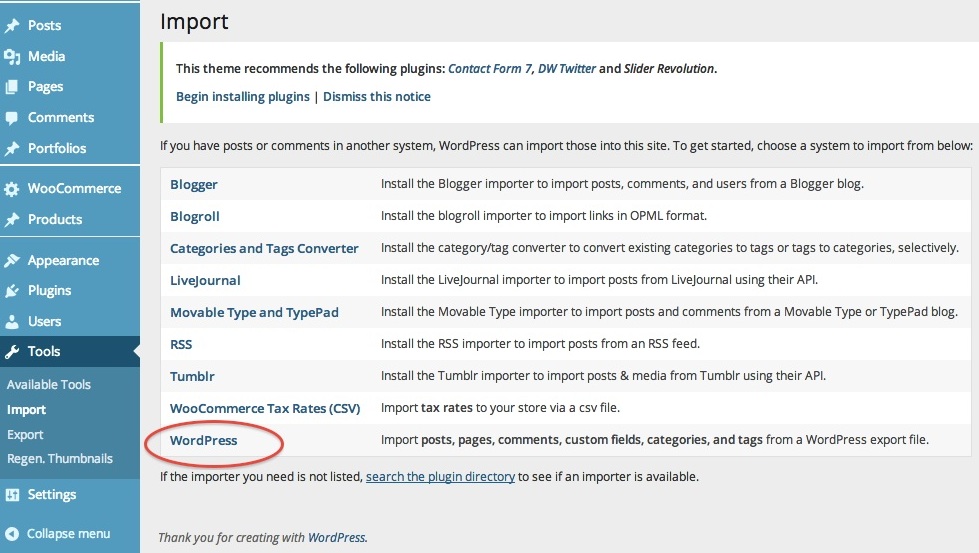 Posts
Media
Pages
Comments
Portfolios
WooCommerce
Products
Appearance
Plugins
Users
Tools
Available Tools
Import
Export
Regen. Thumbnails
Settings
Collapse menu
Import
This theme recommends the following plugins: Contact Form 7, DW Twitter and Slider Revolution.
Begin installing plugins | Dismiss this notice
If you have posts or comments in another system, WordPress can import those into this site. To get started, choose a system to import from below:
Blogger Install the Blogger importer to import posts, comments, and users from a Blogger blog.
Blogroll Install the blogroll importer to import links in OPML format.
Categories and Tags Converter Install the category/tag converter to convert existing categories to tags or tags to categories, selectively.
LiveJournal Install the LiveJournal importer to import posts from LiveJournal using their API.
Movable Type and TypePad Install the Movable Type importer to import posts and comments from a Movable Type or TypePad blog.
RSS Install the RSS importer to import posts from an RSS feed.
Tumblr Install the Tumblr importer to import posts & media from Tumblr using their API.
WooCommerce Tax Rates (CSV) Import tax rates to your store via a csv file.
WordPress Import posts, pages, comments, custom fields, categories, and tags from a WordPress export file.
If the importer you need is not listed, search the plugin directory to see if an importer is available.
Thank you for creating with WordPress.